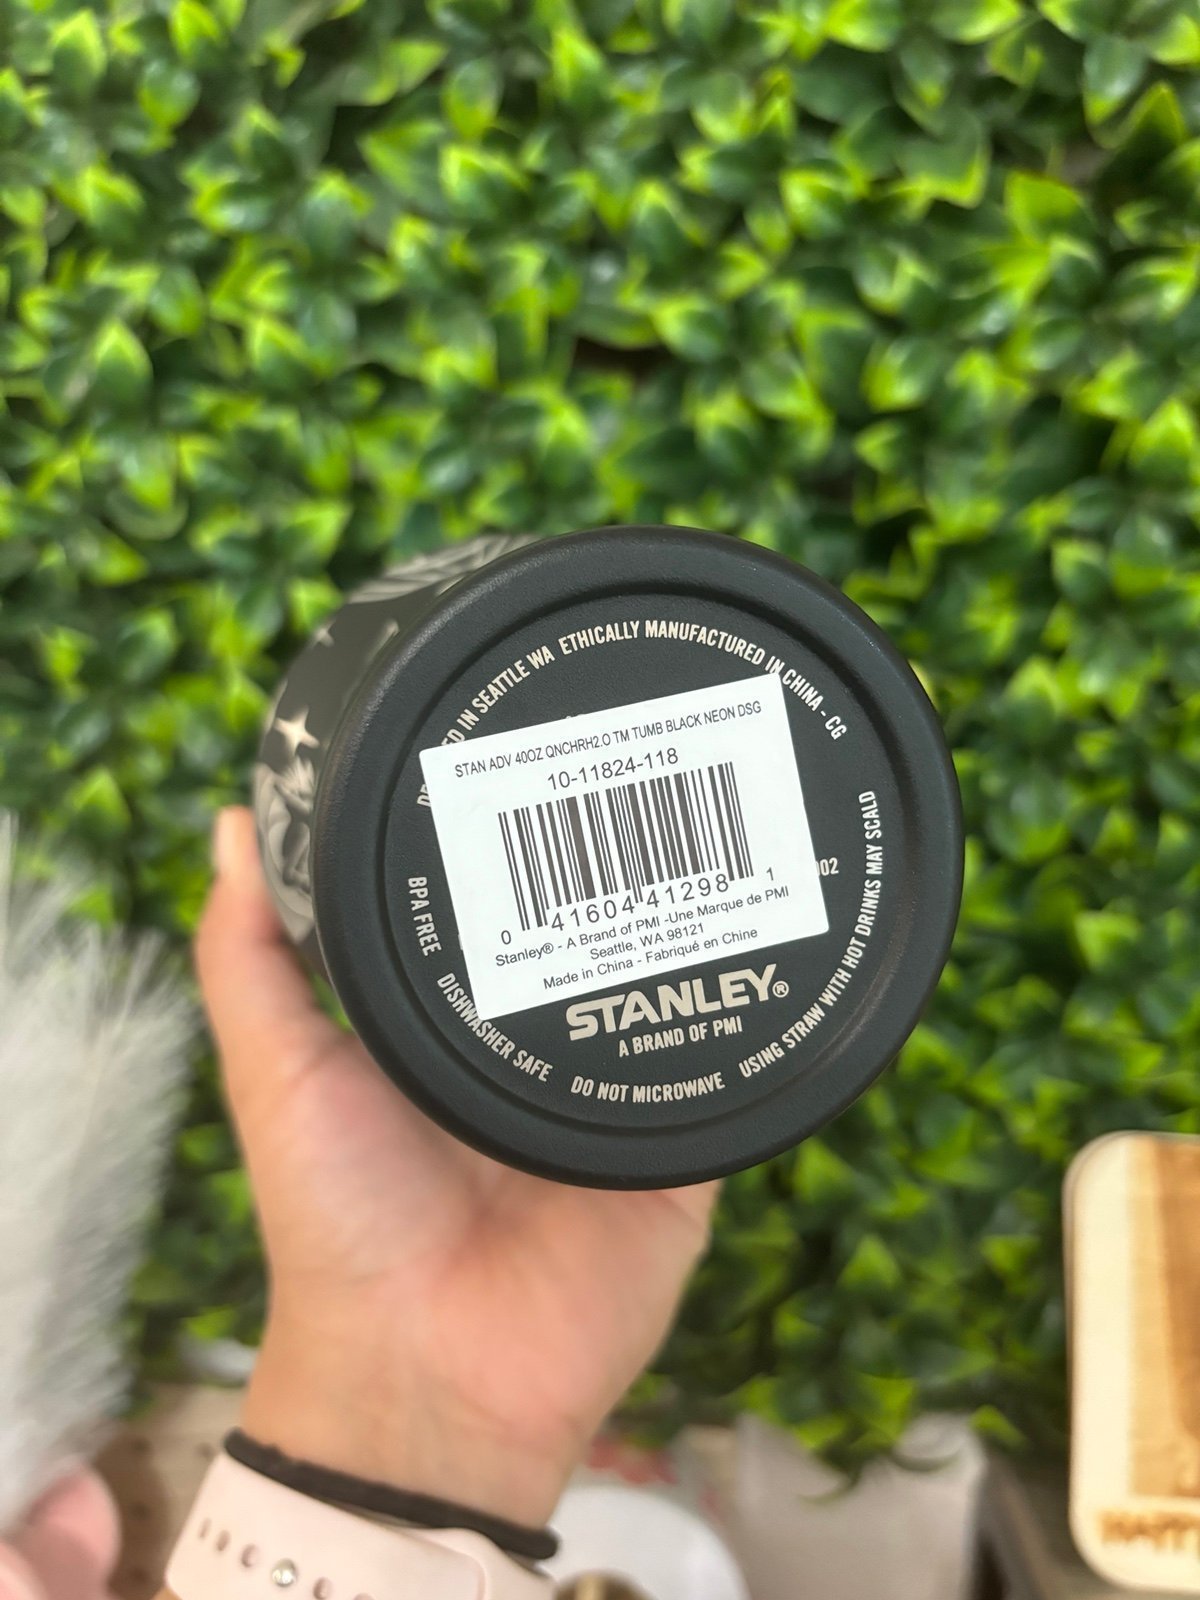 IN SEATTLE WA ETHICALLY MANUFACTURED IN CHINA - CG
STAN ADV 40OZ QNCHRH2.O TM TUMB BLACK NEON DSG
10-11824-118
0 41604 41298 1
Stanley® - A Brand of PMI -Une Marque de PMI
Seattle, WA 98121
Made in China - Fabriqué en Chine
STANLEY®
A BRAND OF PMI
BPA FREE
DISHWASHER SAFE
DO NOT MICROWAVE
USING STRAW WITH HOT DRINKS MAY SCALD